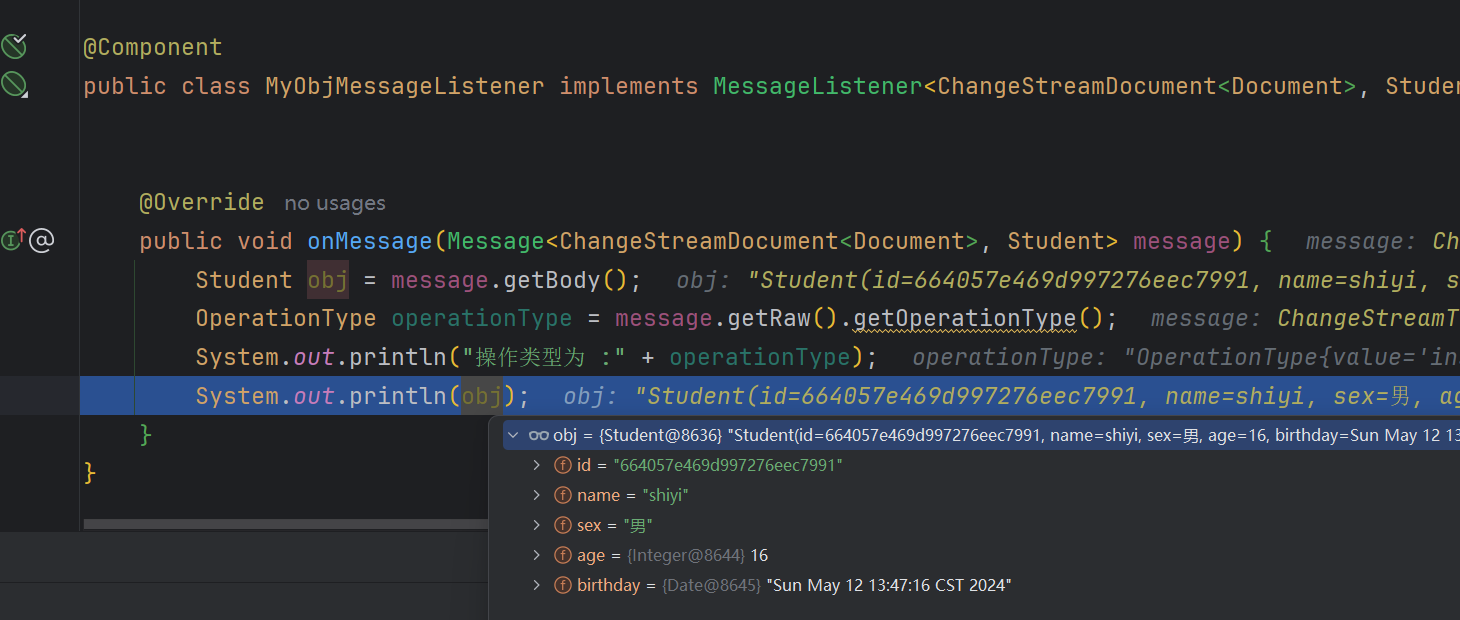 @Component
public class MyObjMessageListener implements MessageListener<ChangeStreamDocument<Document>,
@Override no usages
public void onMessage(Message<ChangeStreamDocument<Document>, Student> message) { message:
Student obj = message.getBody(); obj: "Student(id=664057e469d997276eec7991, name=shiyi,
OperationType operationType = message.getRaw().getOperationType(); message:
System.out.println("操作类型为 :" + operationType); operationType: "OperationType{value='in
System.out.println(obj); obj: "Student(id=664057e469d997276eec7991, name=shiyi, sex=男,
}
obj = {Student@8636} "Student(id=664057e469d997276eec7991, name=shiyi, sex=男, age=16, birthday=Sun May 12 13
}
id = "664057e469d997276eec7991"
name = "shiyi"
sex = "男"
age = {Integer@8644} 16
birthday = {Date@8645} "Sun May 12 13:47:16 CST 2024"